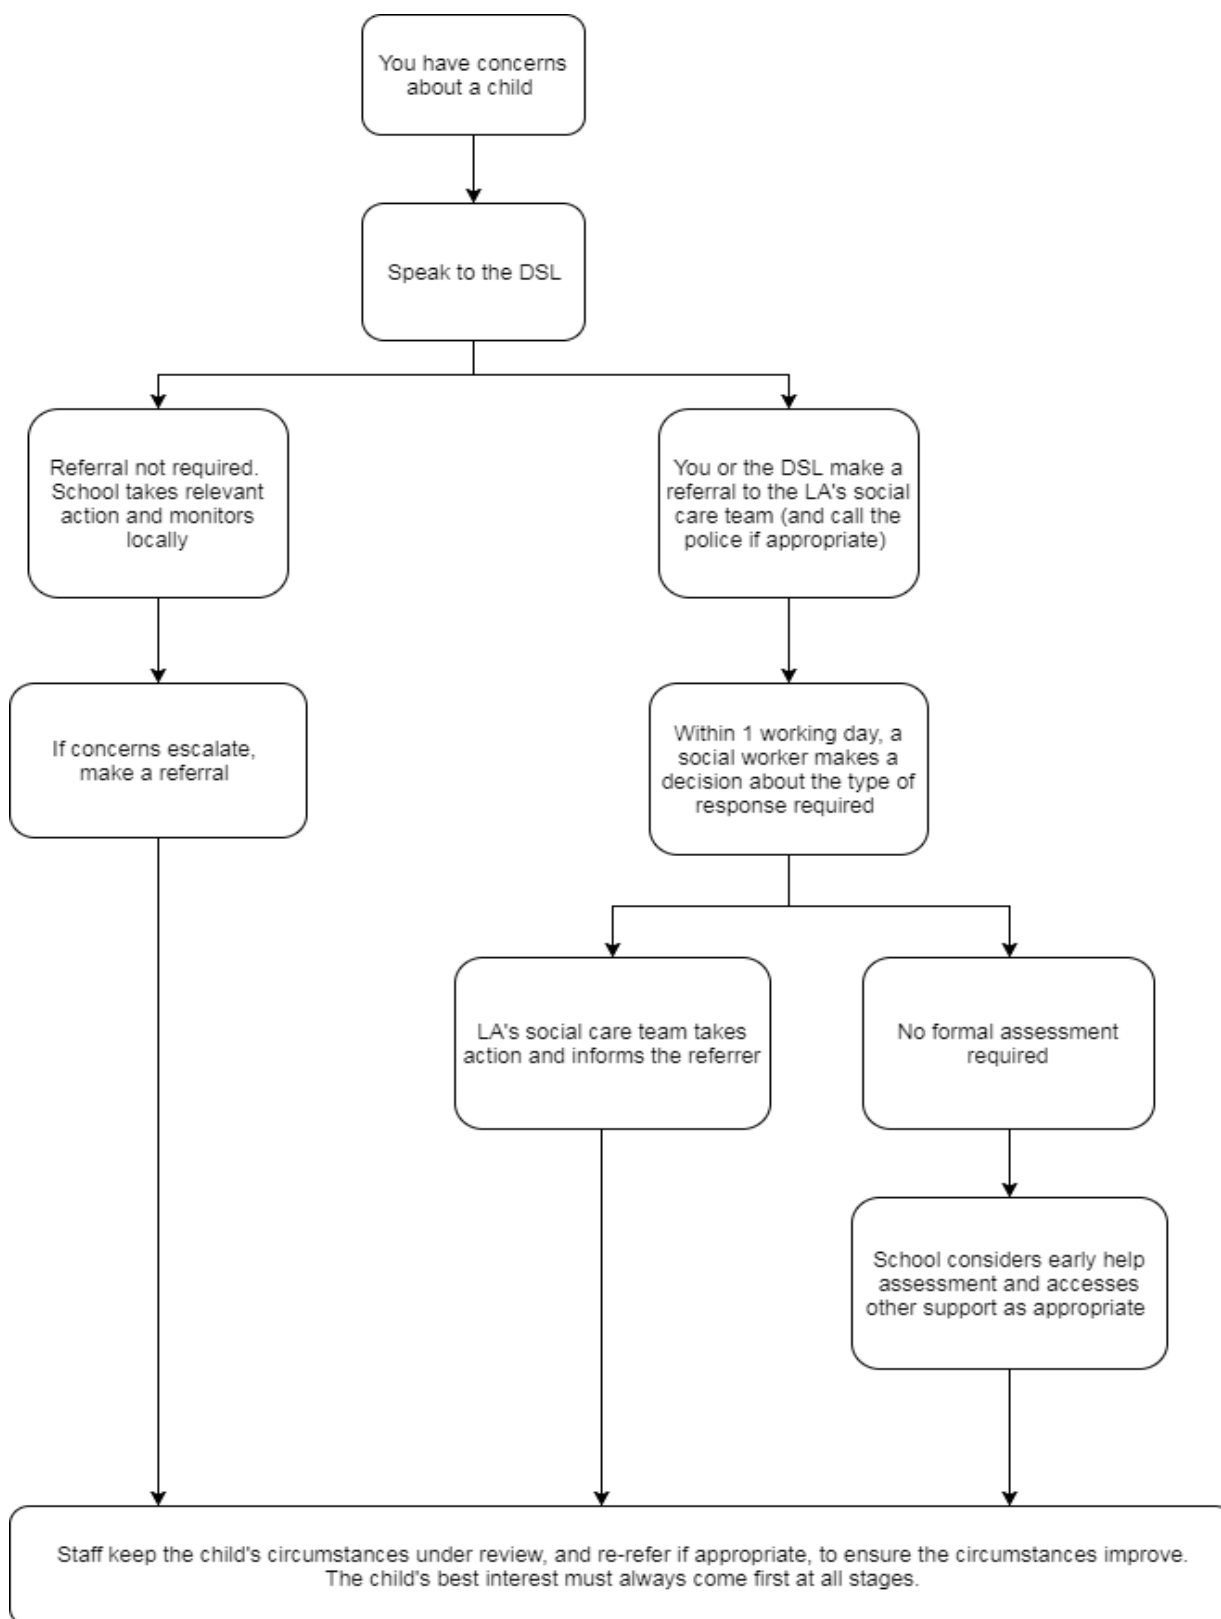 You have concerns
about a child
Speak to the DSL
Referral not required.
School takes relevant
action and monitors
locally
You or the DSL make a
referral to the LA's social
care team (and call the
police if appropriate)
If concerns escalate,
make a referral
Within 1 working day, a
social worker makes a
decision about the type of
response required
LA's social care team takes
action and informs the referrer
No formal assessment
required
School considers early help
assessment and accesses
other support as appropriate
Staff keep the child's circumstances under review, and re-refer if appropriate, to ensure the circumstances improve.
The child's best interest must always come first at all stages.